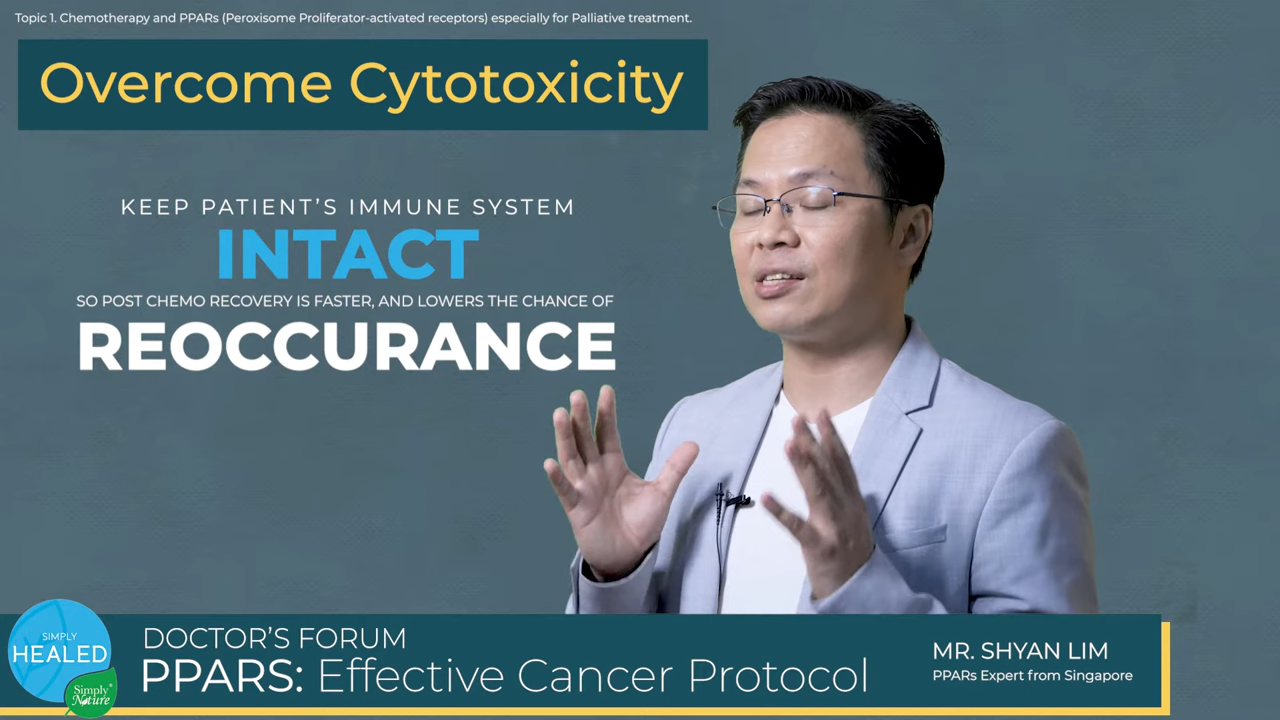 Topic 1. Chemotherapy and PPARs (Peroxisome Proliferator-activated receptors) especially for Palliative treatment.
Overcome Cytotoxicity
KEEP PATIENT'S IMMUNE SYSTEM
INTACT
SO POST CHEMO RECOVERY IS FASTER, AND LOWERS THE CHANCE OF
REOCCURANCE
SIMPLY
HEALED
Simply
Nature
DOCTOR'S FORUM
PPARS: Effective Cancer Protocol
MR. SHYAN LIM
PPARs Expert from Singapore